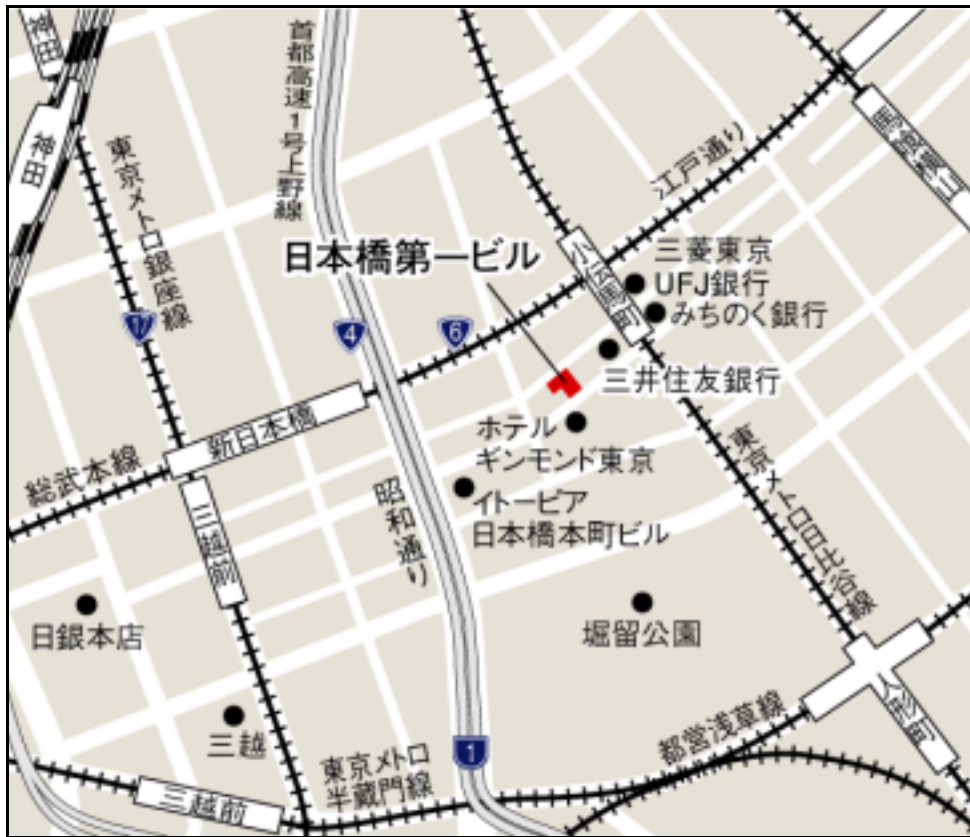 神田
神田
東京メトロ銀座線
首都高速1号上野線
17
4
6
日本橋第一ビル
江戸通り
小伝馬町
馬喰横山
三菱東京
UFJ銀行
みちのく銀行
三井住友銀行
ホテル
ギンモンド東京
イトーピア
日本橋本町ビル
新日本橋
総武本線
三越前
昭和通り
東京メトロ日比谷線
日銀本店
堀留公園
三越
人形町
都営浅草線
1
東京メトロ
半蔵門線
三越前